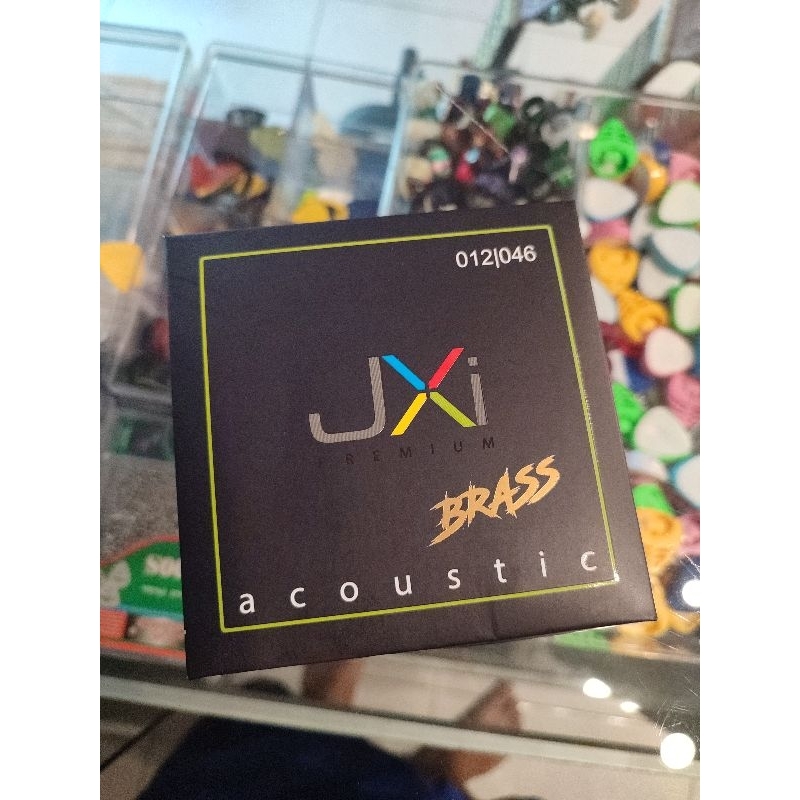 012|046
JXi
PREMIUM
BRASS
acoustic